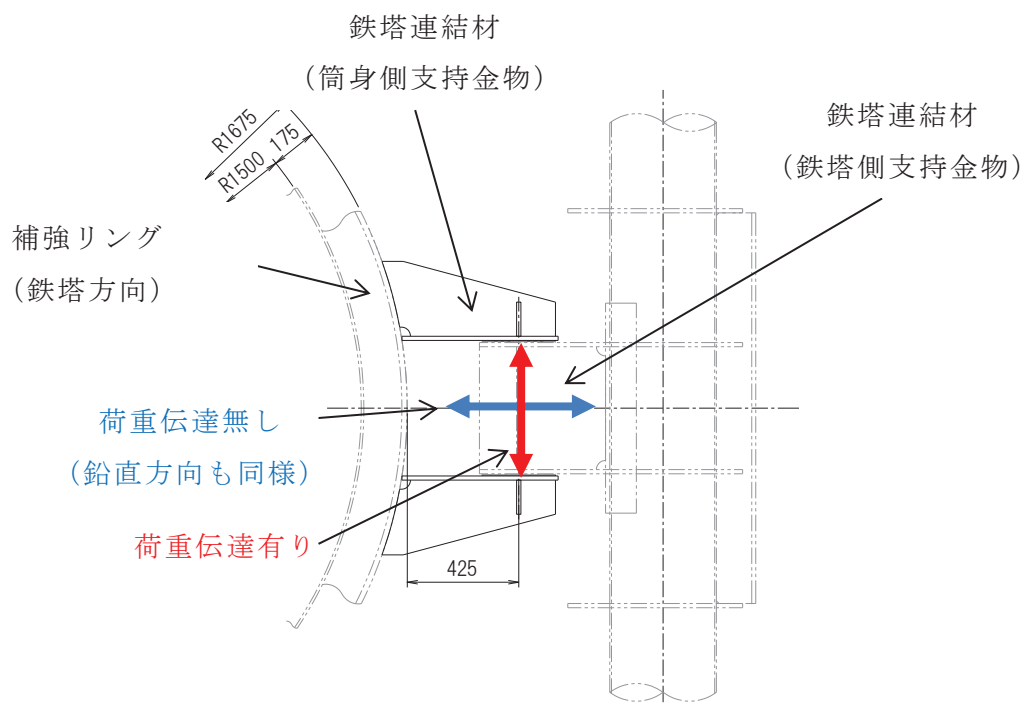 鉄塔連結材
（筒身側支持金物）
鉄塔連結材
（鉄塔側支持金物）
R1675
R1500 175
補強リング
（鉄塔方向）
荷重伝達無し
（鉛直方向も同様）
荷重伝達有り
425